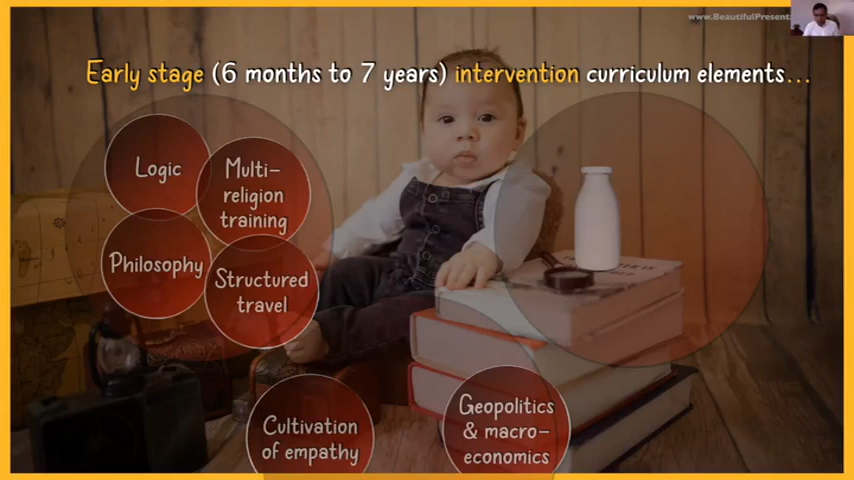 www.BeautifulPresent
Early stage (6 months to 7 years) intervention curriculum elements...
Logic
Multi-
religion
training
Philosophy
Structured
travel
Cultivation
of empathy
Geopolitics
& macro-
economics